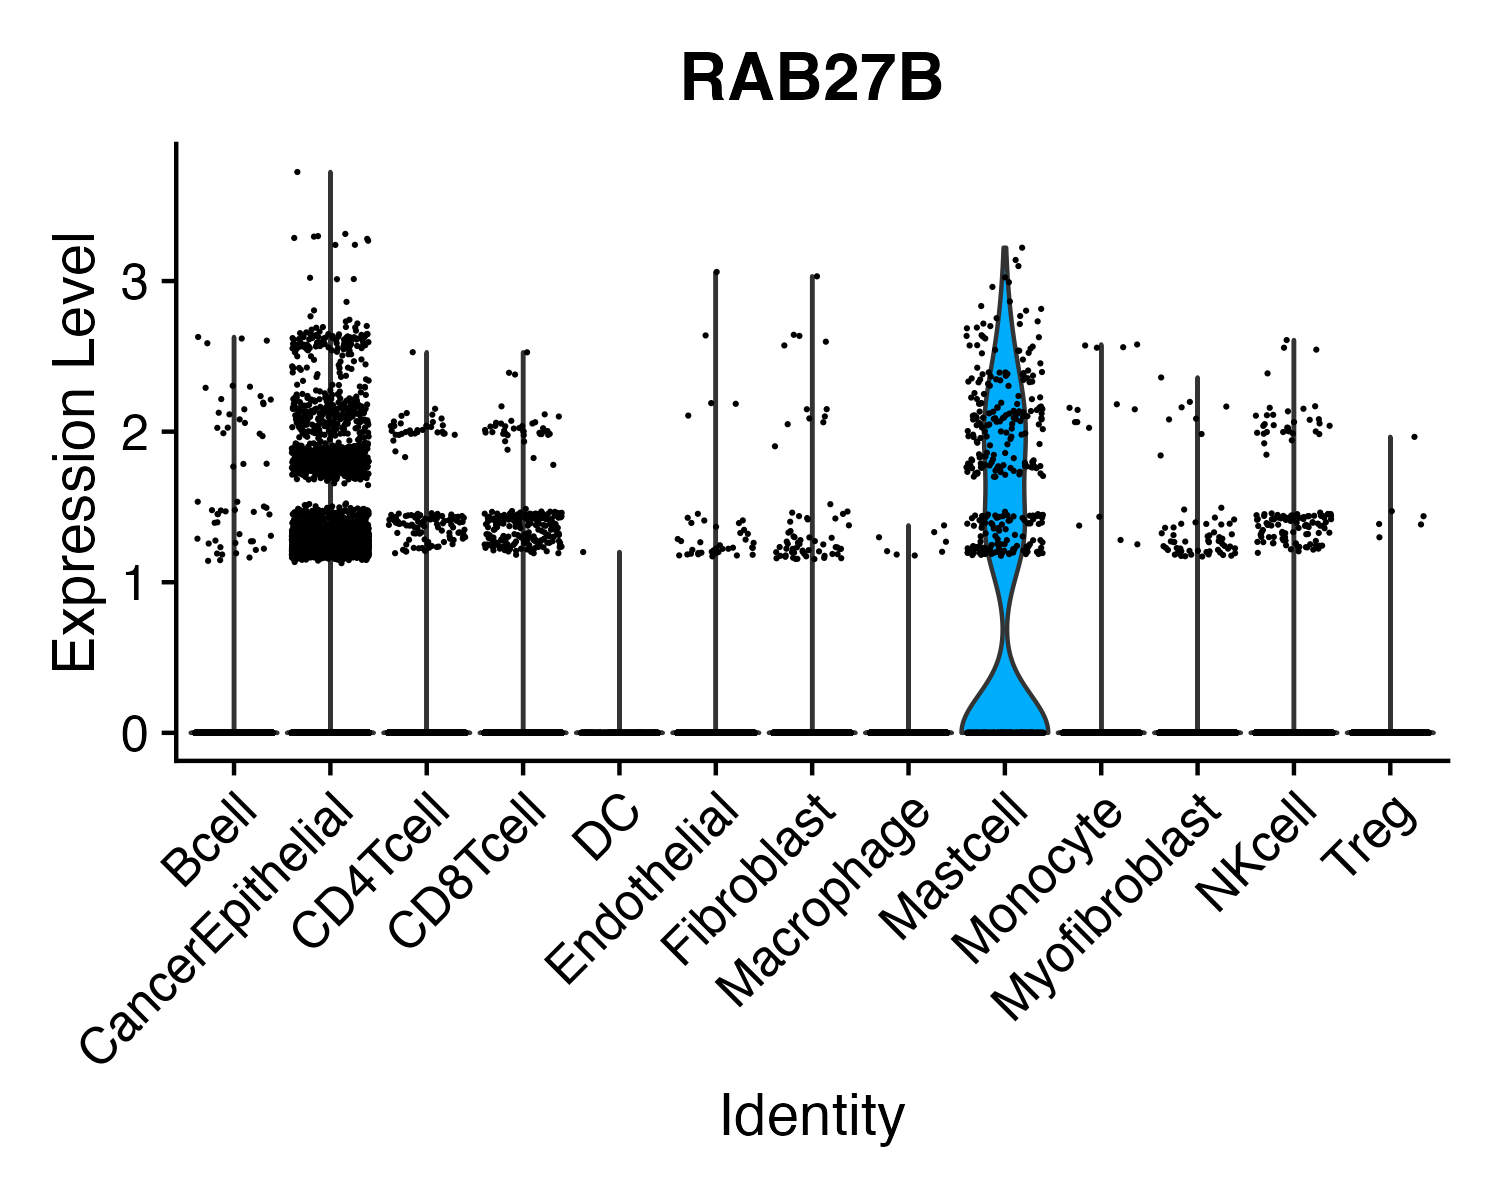 RAB27B
Expression Level
3
2
1
0
Bcell
CancerEpithelial
CD4Tcell
CD8Tcell
DC
Endothelial
Fibroblast
Macrophage
Mastcell
Monocyte
Myofibroblast
NKcell
Treg
Identity